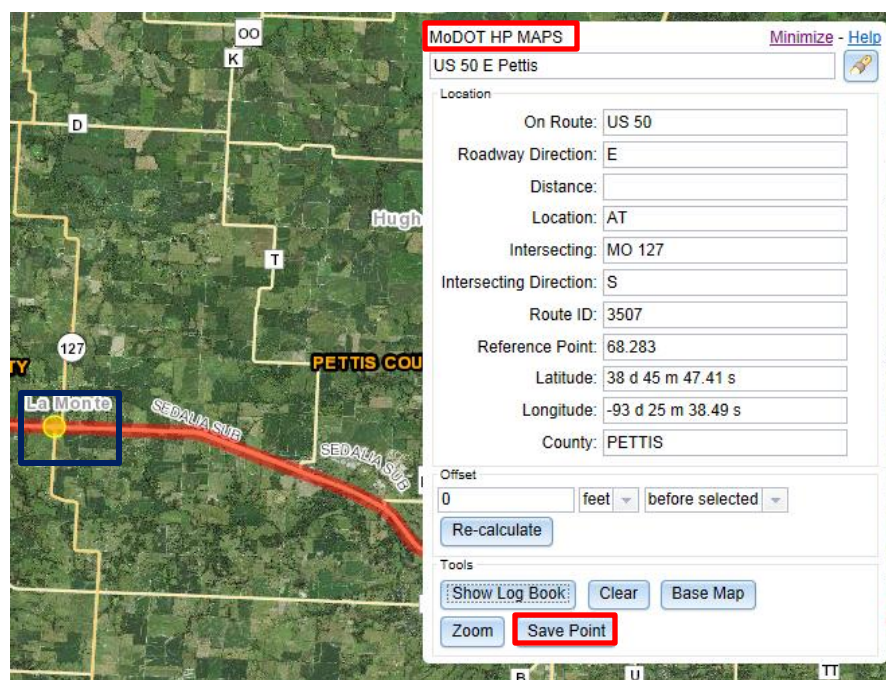 OO
K
D
Hugh
T
127
TY
PETTIS COU
La Monte
SEDALIA SUB
SEDALIA SUB
B
U
TT
MoDOT HP MAPS
Minimize - Help
US 50 E Pettis
Location
On Route: US 50
Roadway Direction: E
Distance:
Location: AT
Intersecting: MO 127
Intersecting Direction: S
Route ID: 3507
Reference Point: 68.283
Latitude: 38 d 45 m 47.41 s
Longitude: -93 d 25 m 38.49 s
County: PETTIS
Offset
0 feet before selected
Re-calculate
Tools
Show Log Book Clear Base Map
Zoom Save Point